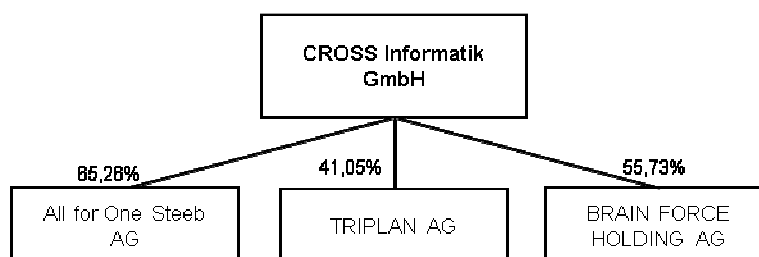 CROSS Informatik
GmbH
65,26%
41,05%
55,73%
All for One Steeb
AG
TRIPLAN AG
BRAIN FORCE
HOLDING AG